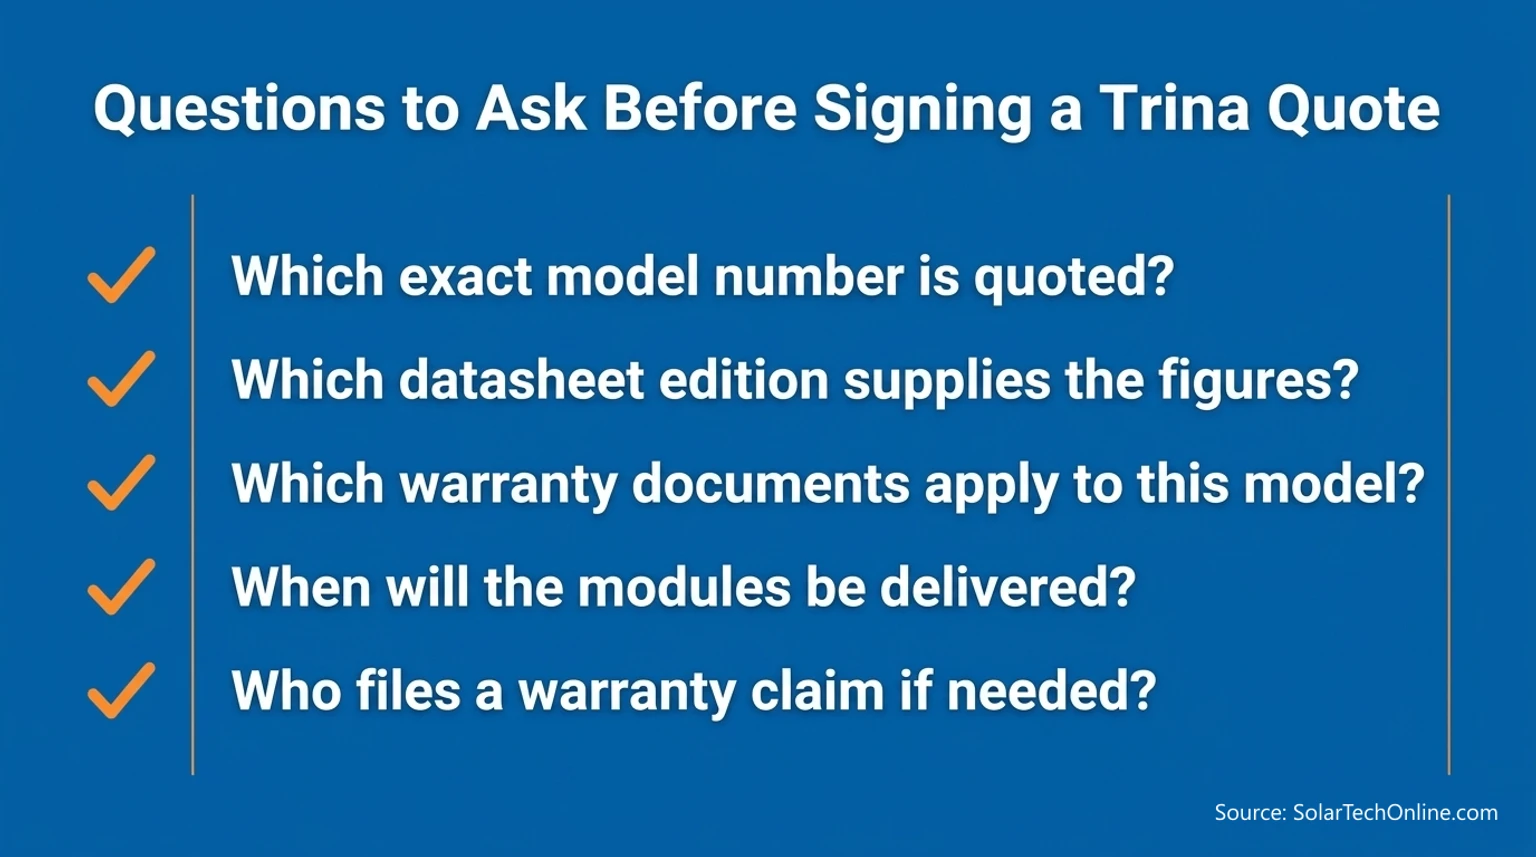 Questions to Ask Before Signing a Trina Quote
Which exact model number is quoted?
Which datasheet edition supplies the figures?
Which warranty documents apply to this model?
When will the modules be delivered?
Who files a warranty claim if needed?
Source: SolarTechOnline.com